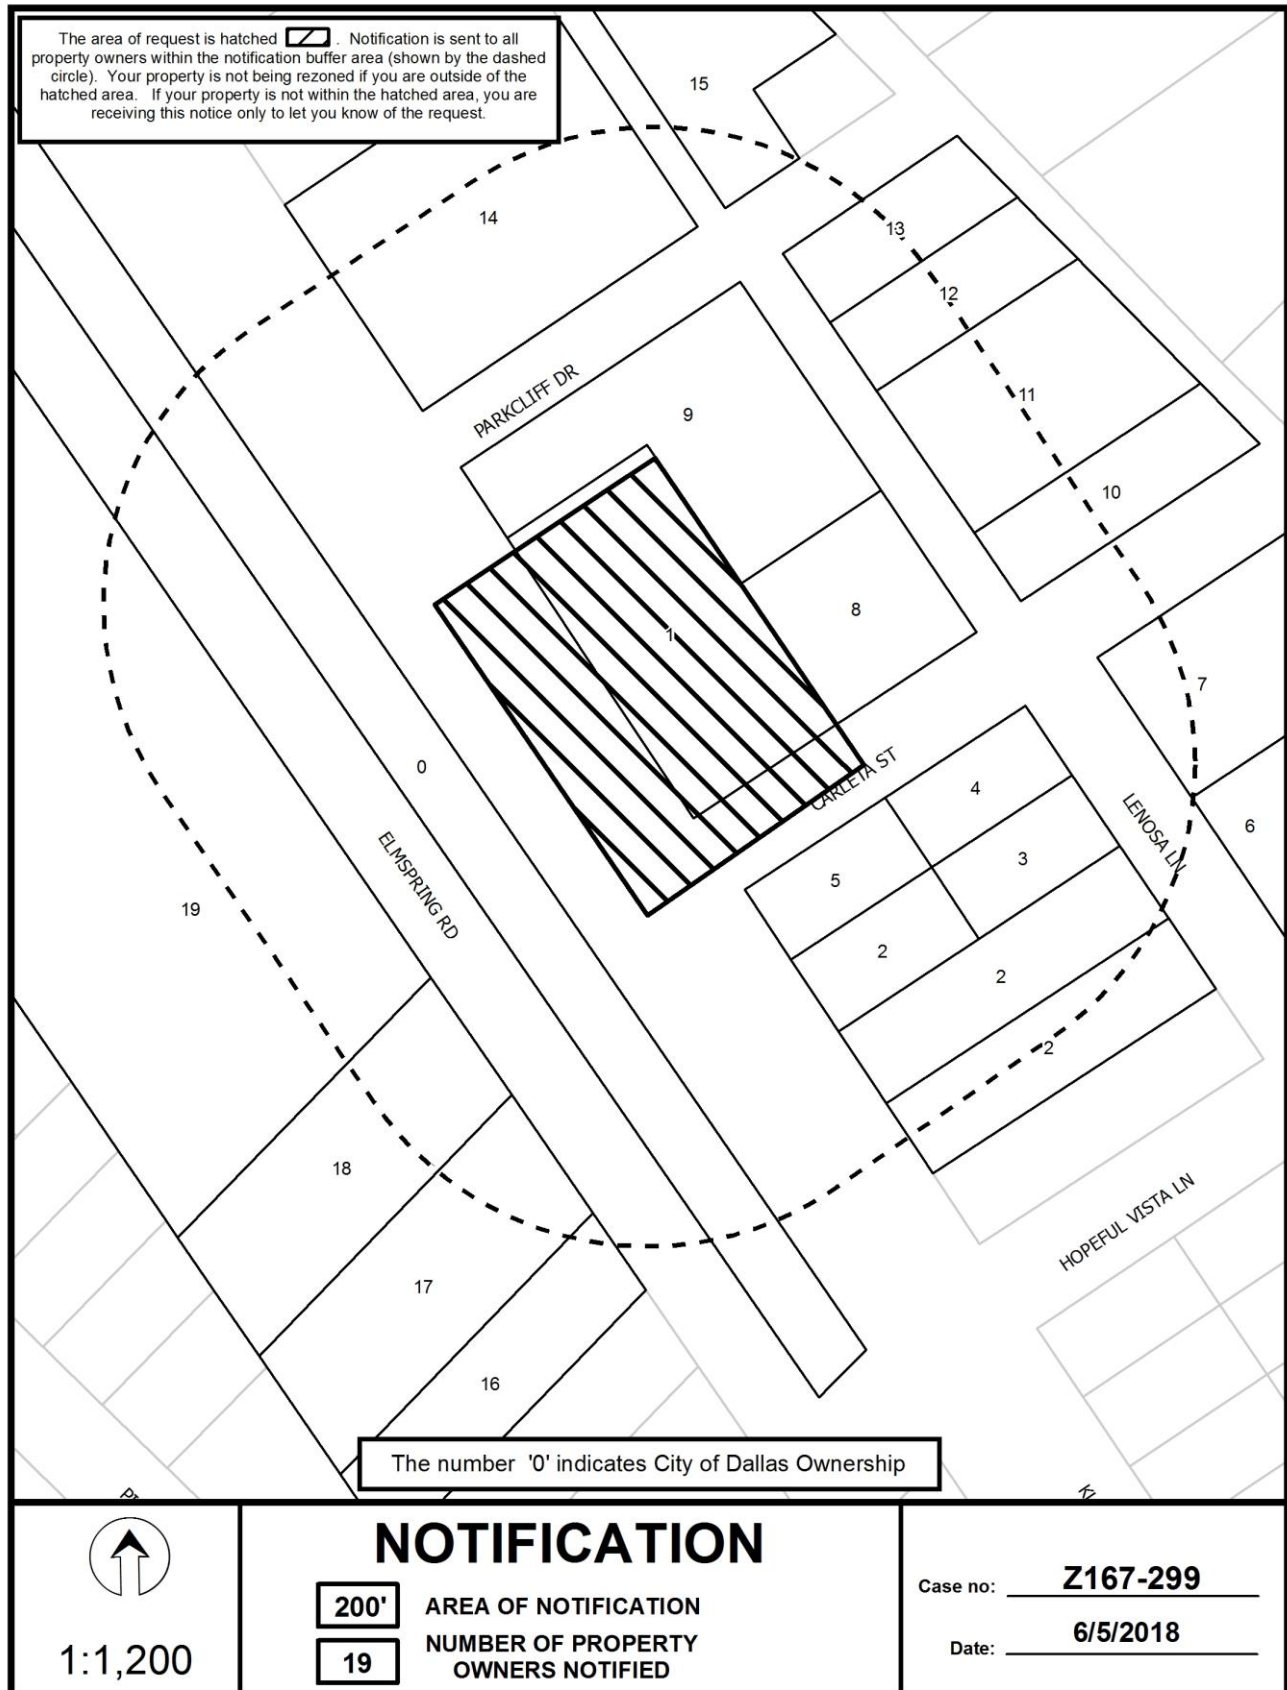 The area of request is hatched . Notification is sent to all
property owners within the notification buffer area (shown by the dashed
circle). Your property is not being rezoned if you are outside of the
hatched area. If your property is not within the hatched area, you are
receiving this notice only to let you know of the request.
15
14
13
12
PARKCLIFF DR
11
9
10
8
1
7
0
CARLETA ST
4
LENOSA LN
6
ELMSPRING RD
3
5
19
2
2
2
18
HOPEFUL VISTA LN
17
16
The number '0' indicates City of Dallas Ownership
NOTIFICATION
200' AREA OF NOTIFICATION
19 NUMBER OF PROPERTY
OWNERS NOTIFIED
1:1,200
Case no: Z167-299
Date: 6/5/2018